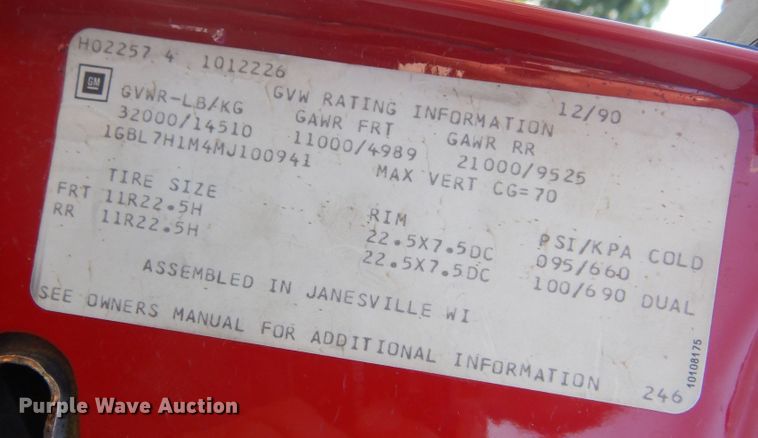 H02257 4 1012226
GM
GVW RATING INFORMATION 12/90
GVWR-LB/KG GAWR FRT GAWR RR
32000/14510 11000/4989 21000/9525
1GBL7H1M4MJ100941 MAX VERT CG=70
TIRE SIZE RIM PSI/KPA COLD
FRT 11R22.5H 22.5X7.5DC 095/660
RR 11R22.5H 22.5X7.5DC 100/690 DUAL
ASSEMBLED IN JANESVILLE WI
SEE OWNERS MANUAL FOR ADDITIONAL INFORMATION 246
10108175
Purple Wave Auction